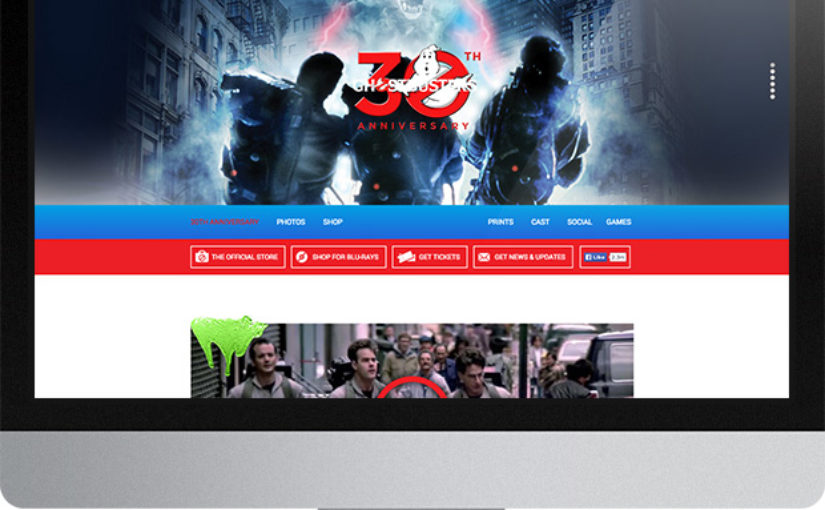 30TH
GHOSTBUSTERS
ANNIVERSARY
30TH ANNIVERSARY PHOTOS SHOP PRINTS CAST SOCIAL GAMES
THE OFFICIAL STORE SHOP FOR BLU-RAYS GET TICKETS GET NEWS & UPDATES Like 2.1m